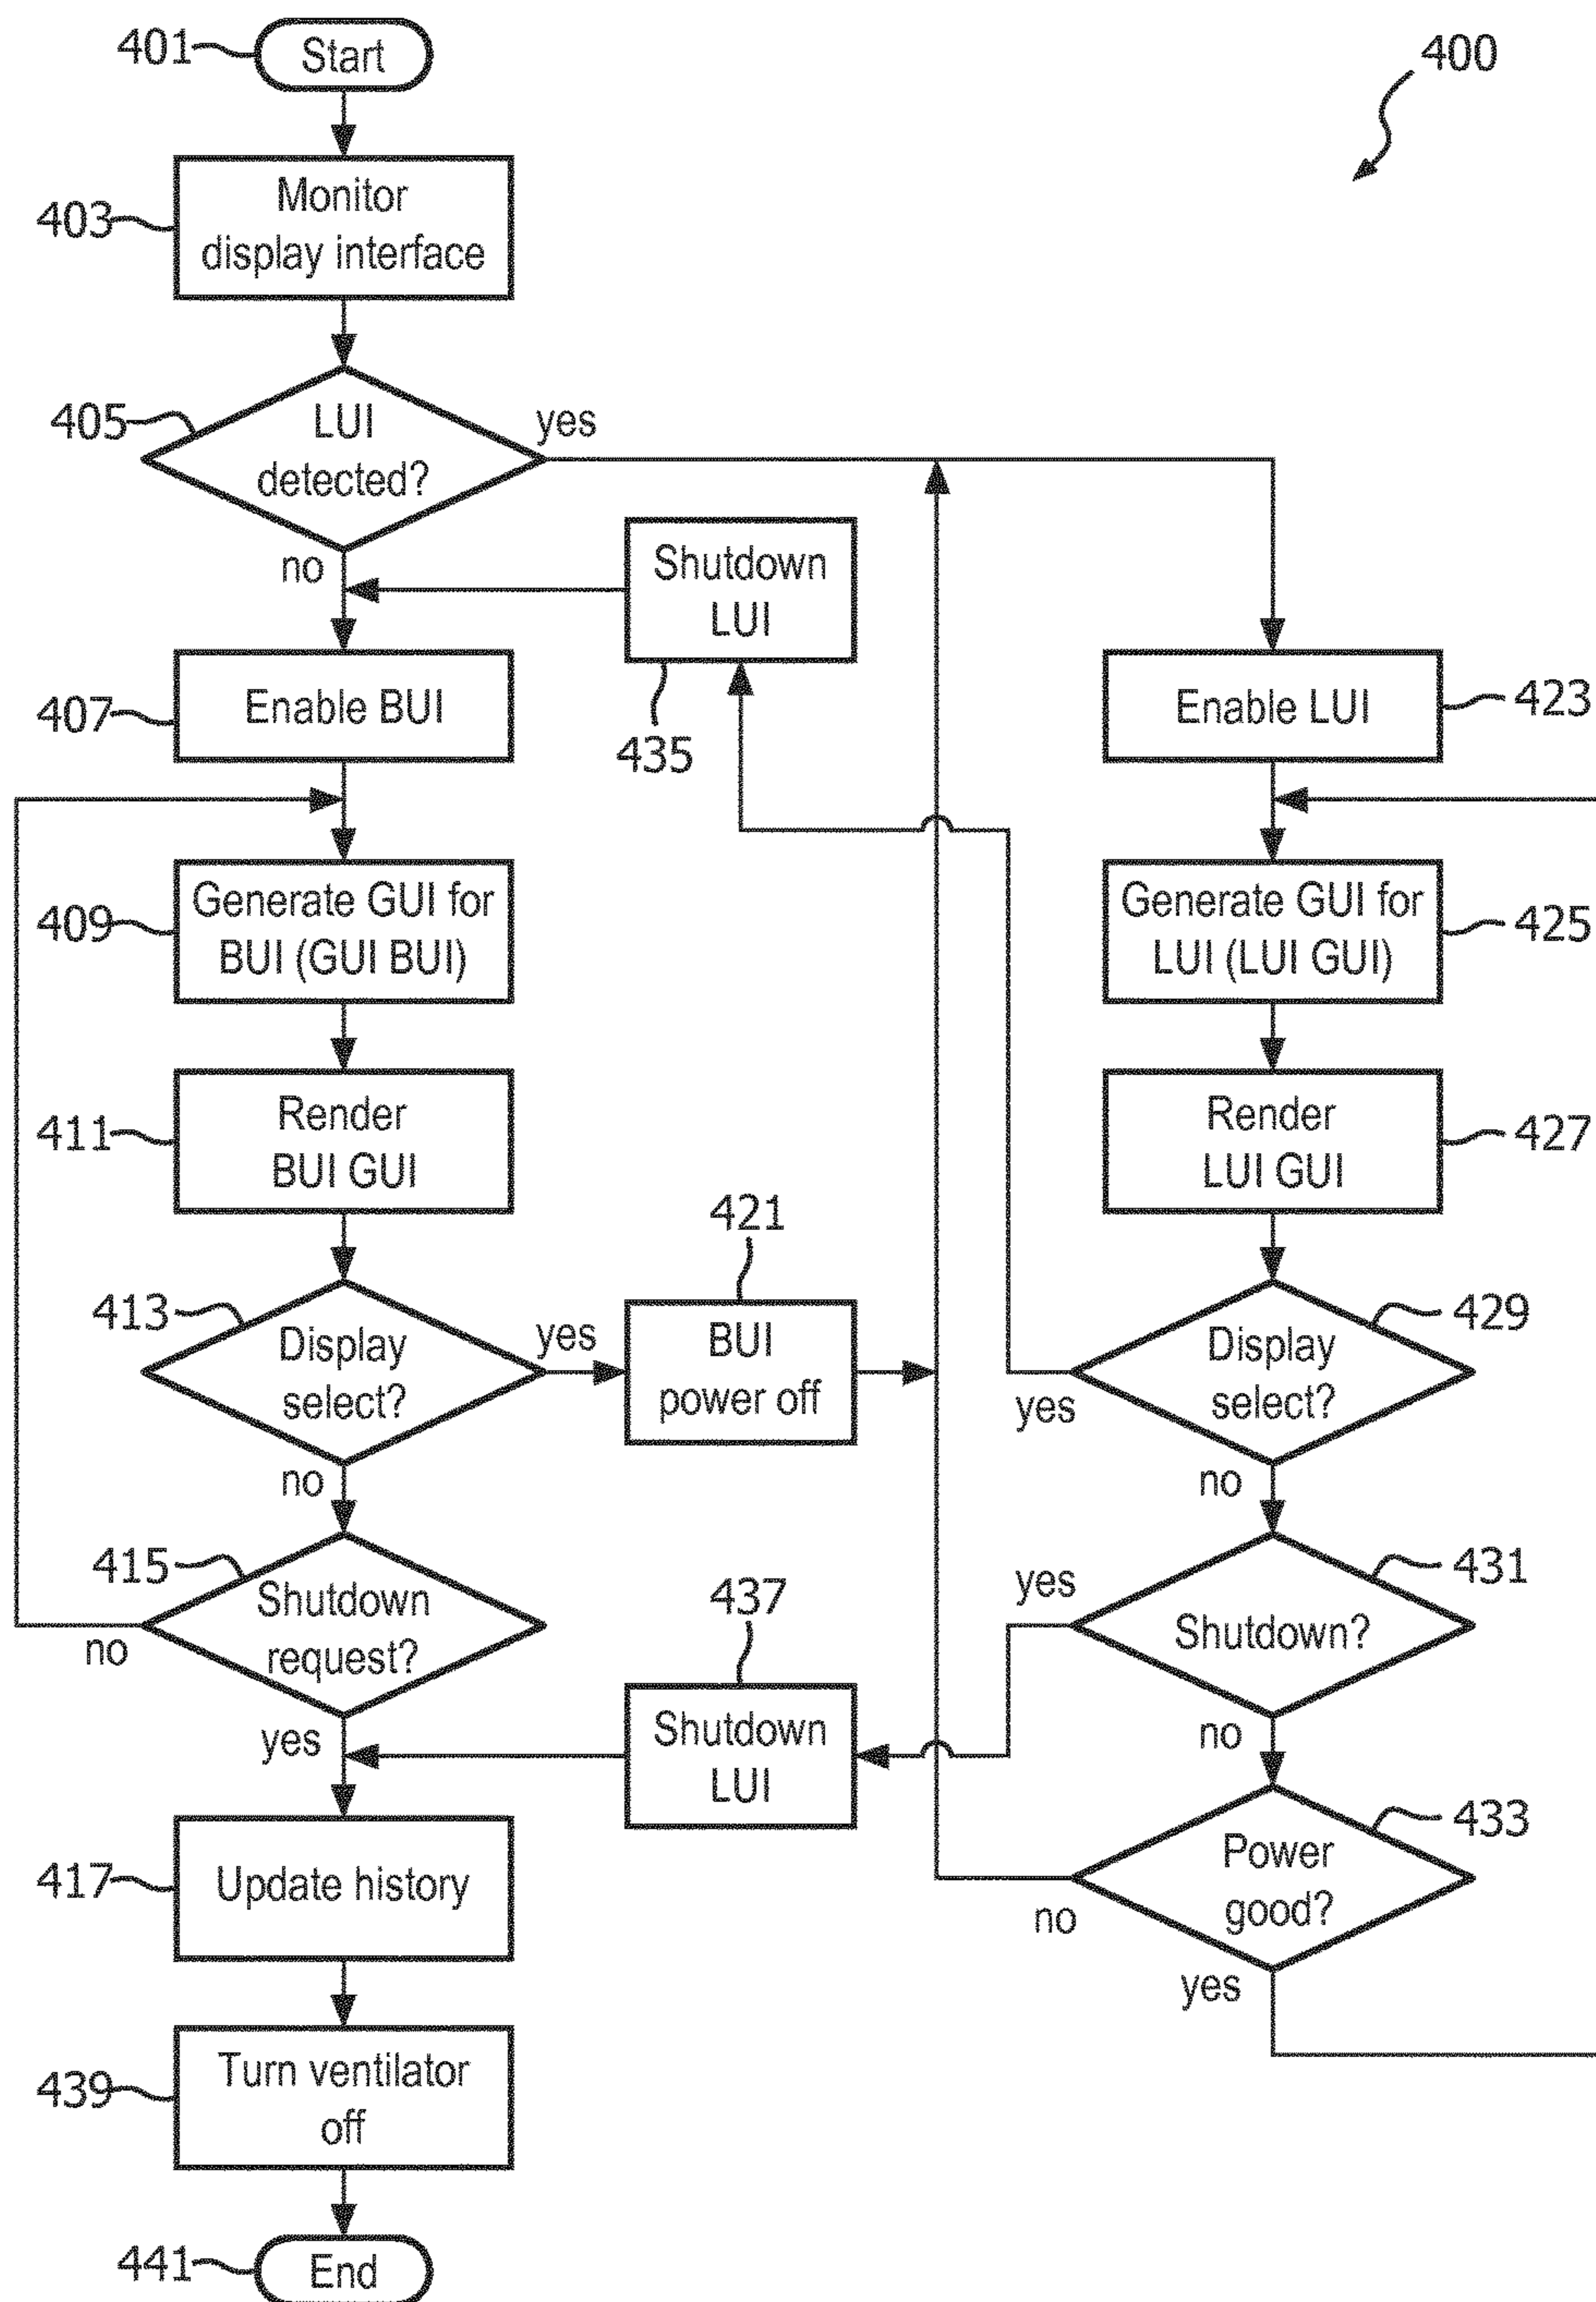 401
Start
400
403
Monitor
display interface
405
LUI
detected?
yes
no
Shutdown
LUI
435
407
Enable BUI
Enable LUI
423
409
Generate GUI for
BUI (GUI BUI)
Generate GUI for
LUI (LUI GUI)
425
411
Render
BUI GUI
Render
LUI GUI
427
413
Display
select?
yes
no
421
BUI
power off
Display
select?
429
yes
no
415
Shutdown
request?
no
yes
437
Shutdown
LUI
yes
Shutdown?
431
no
417
Update history
Power
good?
433
no
yes
439
Turn ventilator
off
441
End